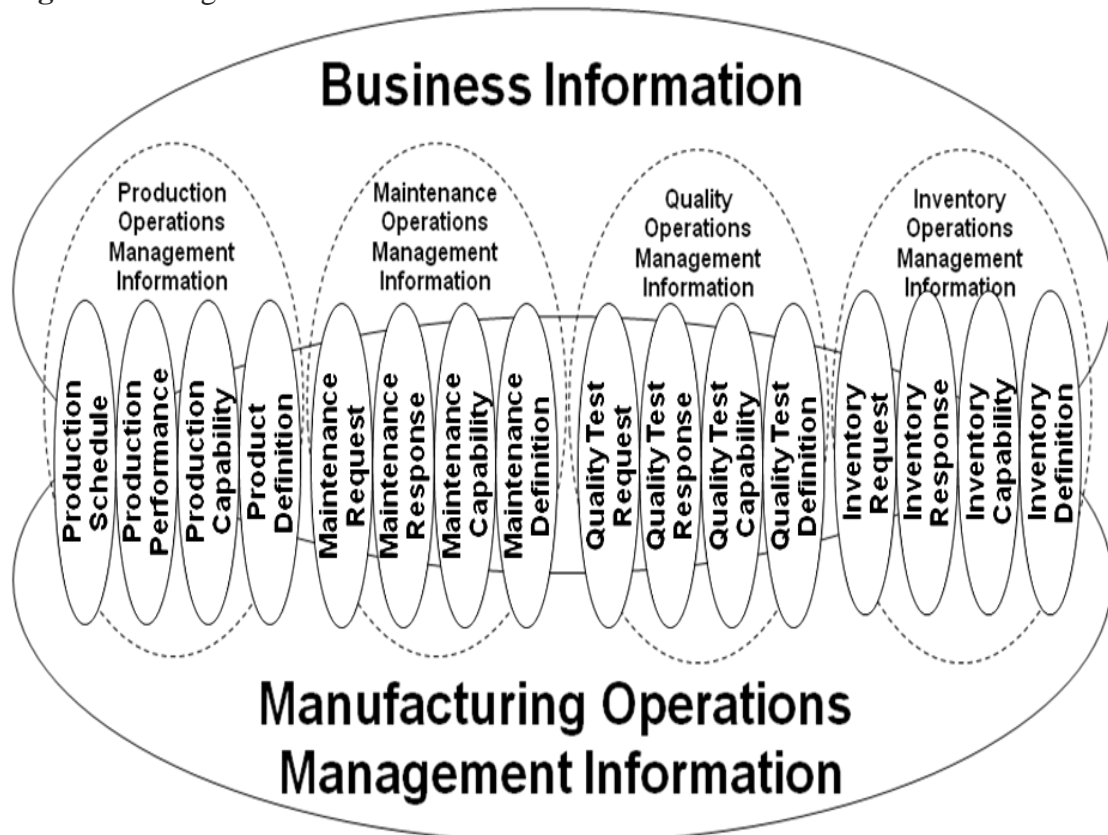 Business Information
Production
Operations
Management
Information
Maintenance
Operations
Management
Information
Quality
Operations
Management
Information
Inventory
Operations
Management
Information
Production
Schedule
Production
Performance
Production
Capability
Product
Definition
Maintenance
Request
Maintenance
Response
Maintenance
Capability
Maintenance
Definition
Quality Test
Request
Quality Test
Response
Quality Test
Capability
Quality Test
Definition
Inventory
Request
Inventory
Response
Inventory
Capability
Inventory
Definition
Manufacturing Operations
Management Information